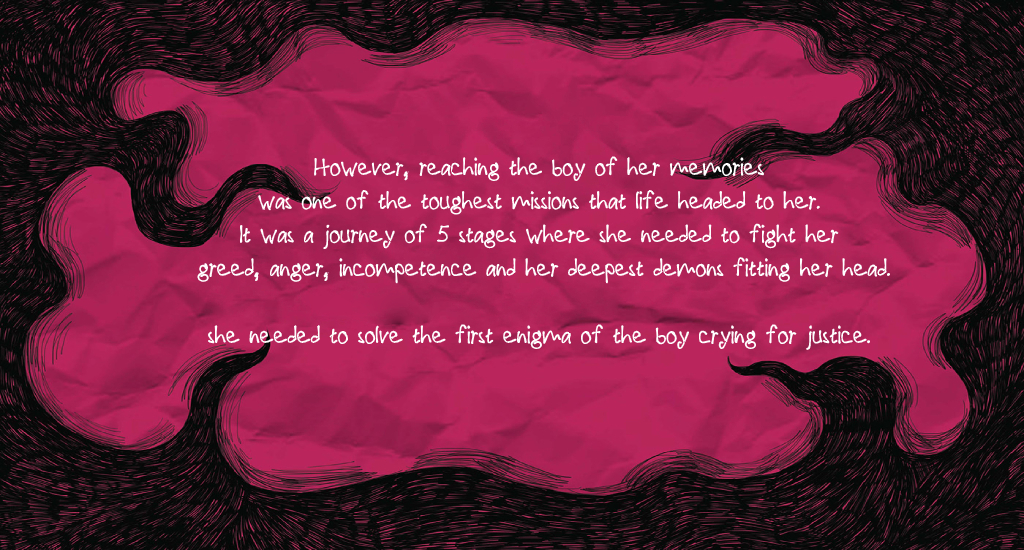 However, reaching the boy of her memories
was one of the toughest missions that life headed to her.
It was a journey of 5 stages where she needed to fight her
greed, anger, incompetence and her deepest demons fitting her head.
she needed to solve the first enigma of the boy crying for justice.